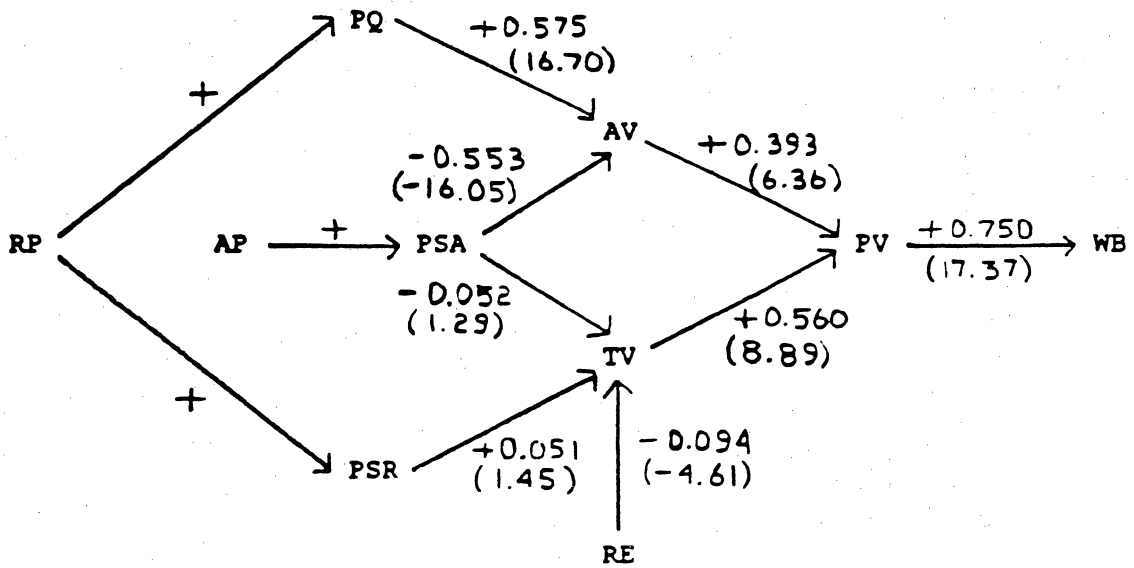 PQ
+0.575
(16.70)
+
AV
+0.393
(6.36)
-0.553
(-16.05)
RP
AP
+
PSA
PV
+0.750
(17.37)
WB
-0.052
(1.29)
+0.560
(8.89)
TV
+
PSR
+0.051
(1.45)
-0.094
(-4.61)
RE